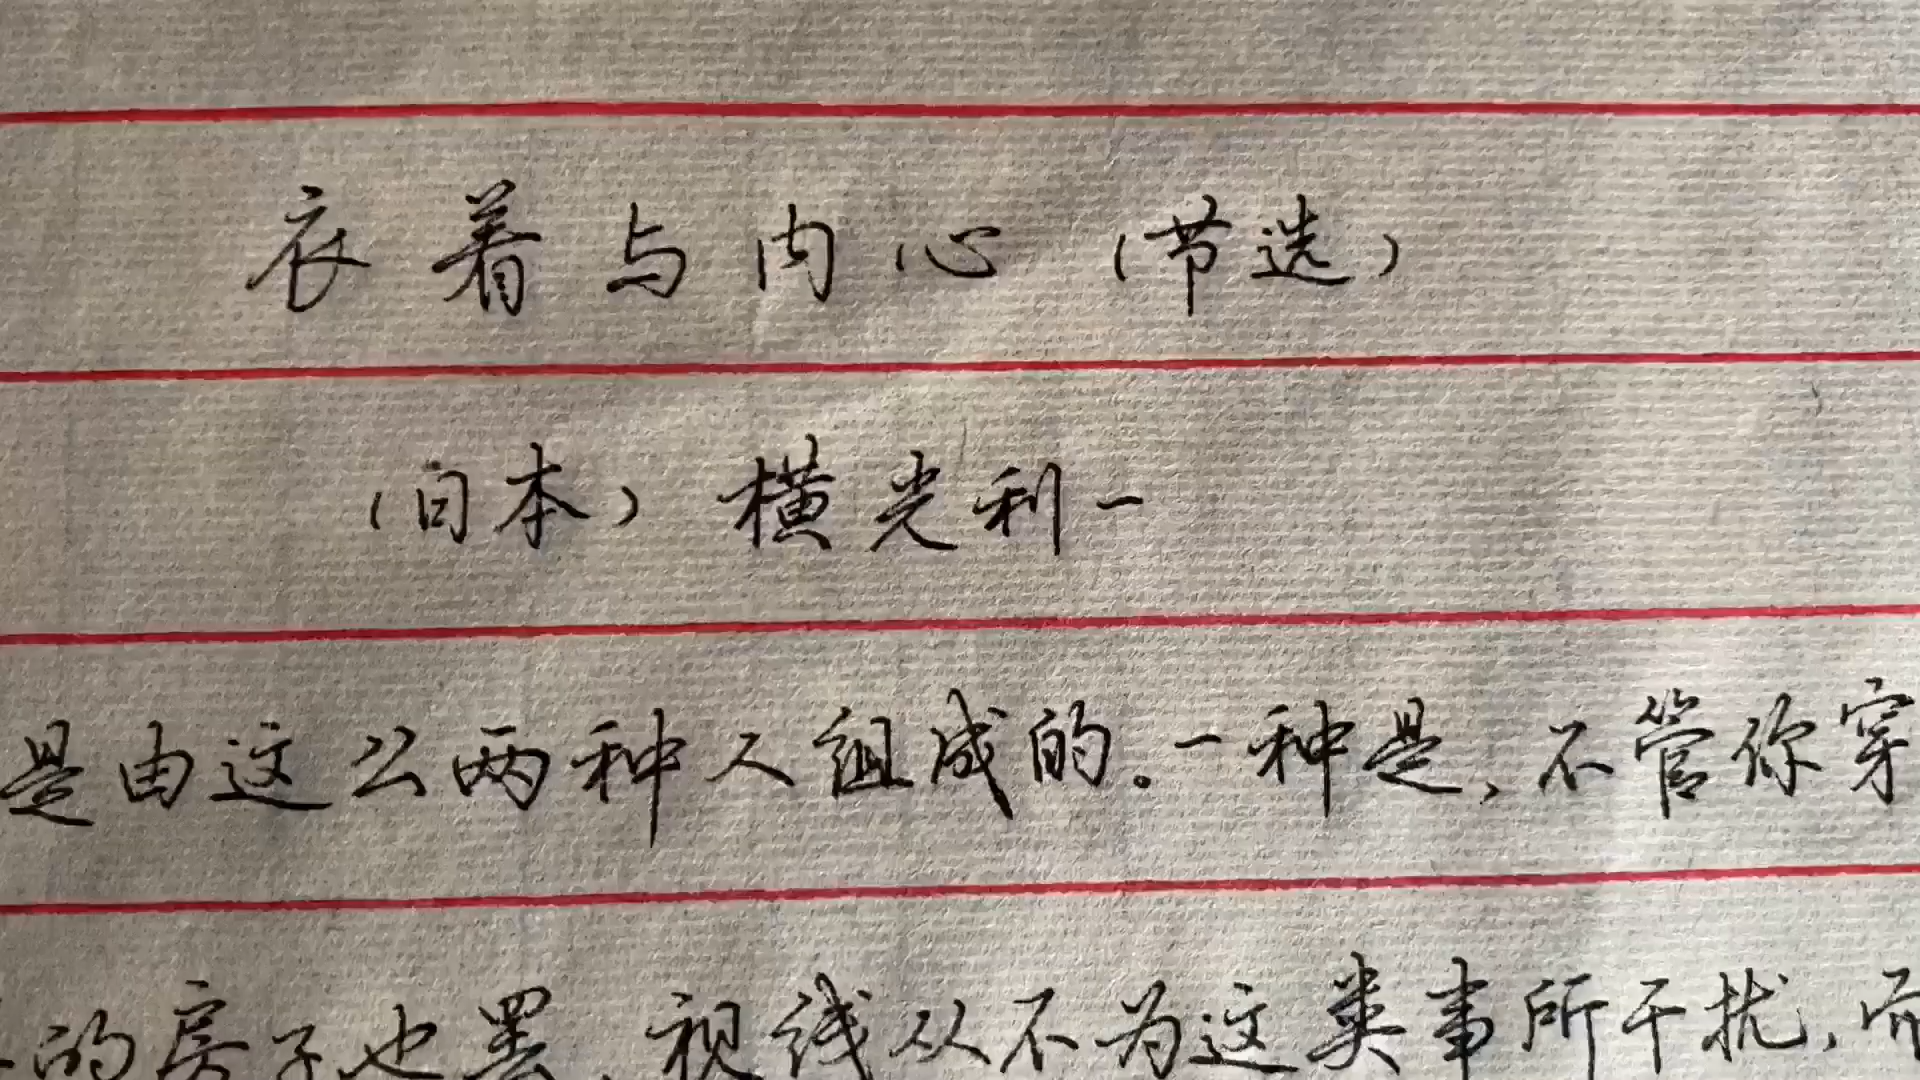 衣着与内心（节选）
（日本）横光利一
是由这么两种人组成的。一种是，不管你穿
的房子也罢，视线从不为这类事所干扰，而